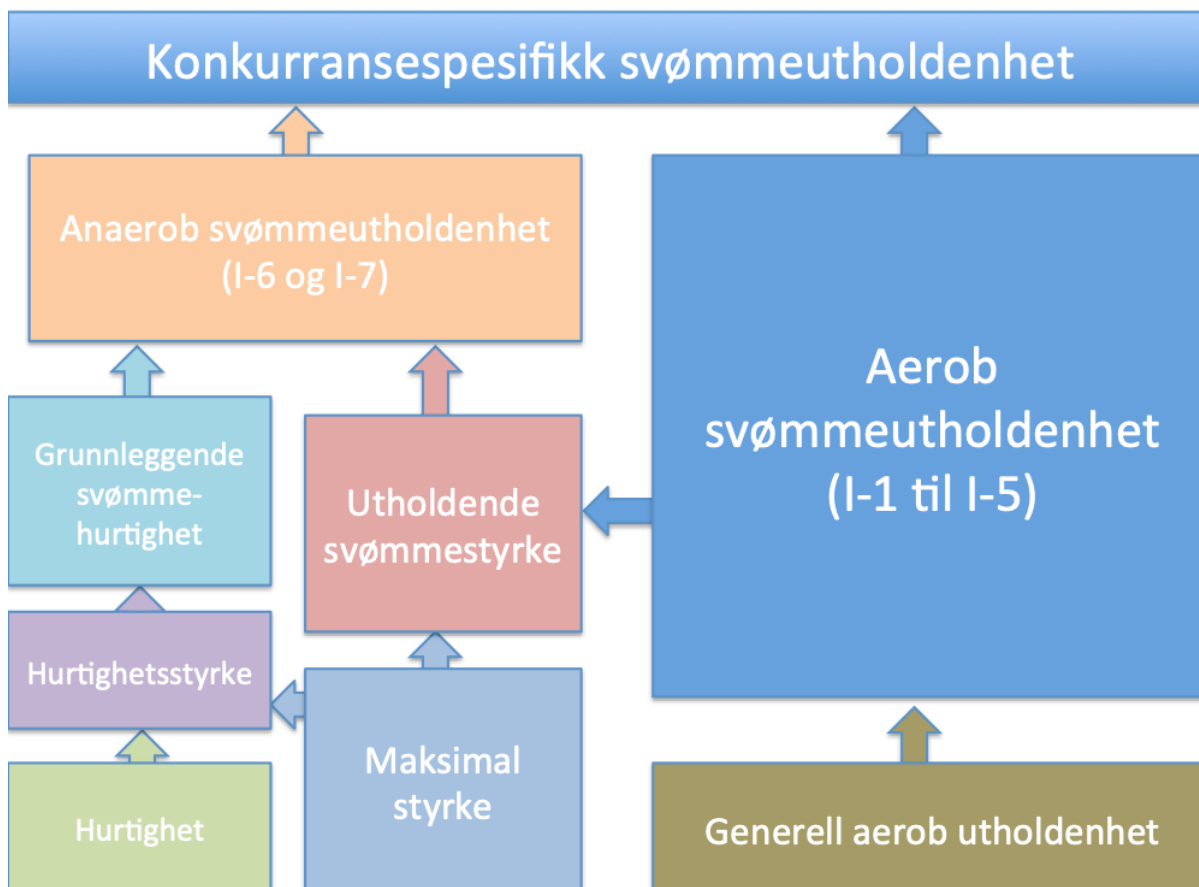 Konkurransespesifikk svømmeutholdenhet
Anaerob svømmeutholdenhet
(I-6 og I-7)
Aerob
svømmeutholdenhet
(I-1 til I-5)
Grunnleggende
svømme-
hurtighet
Utholdende
svømmestyrke
Hurtighetsstyrke
Maksimal
styrke
Hurtighet
Generell aerob utholdenhet